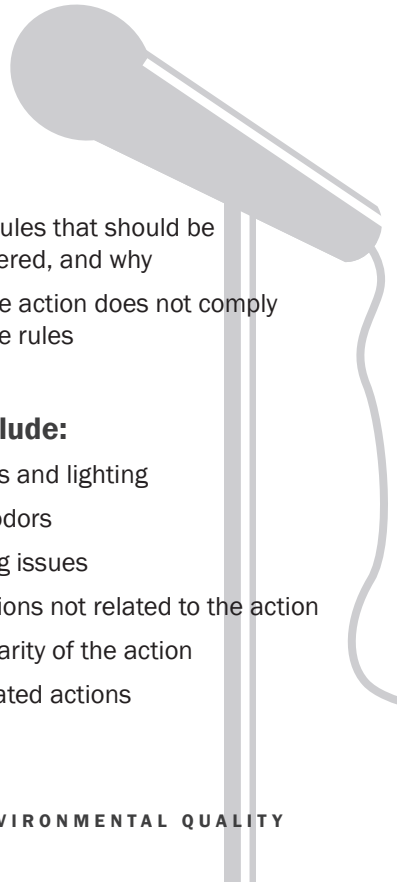 ules that should be
ered, and why
e action does not comply
e rules
lude:
s and lighting
odors
g issues
ions not related to the action
arity of the action
ated actions
VIRONMENTAL QUALITY